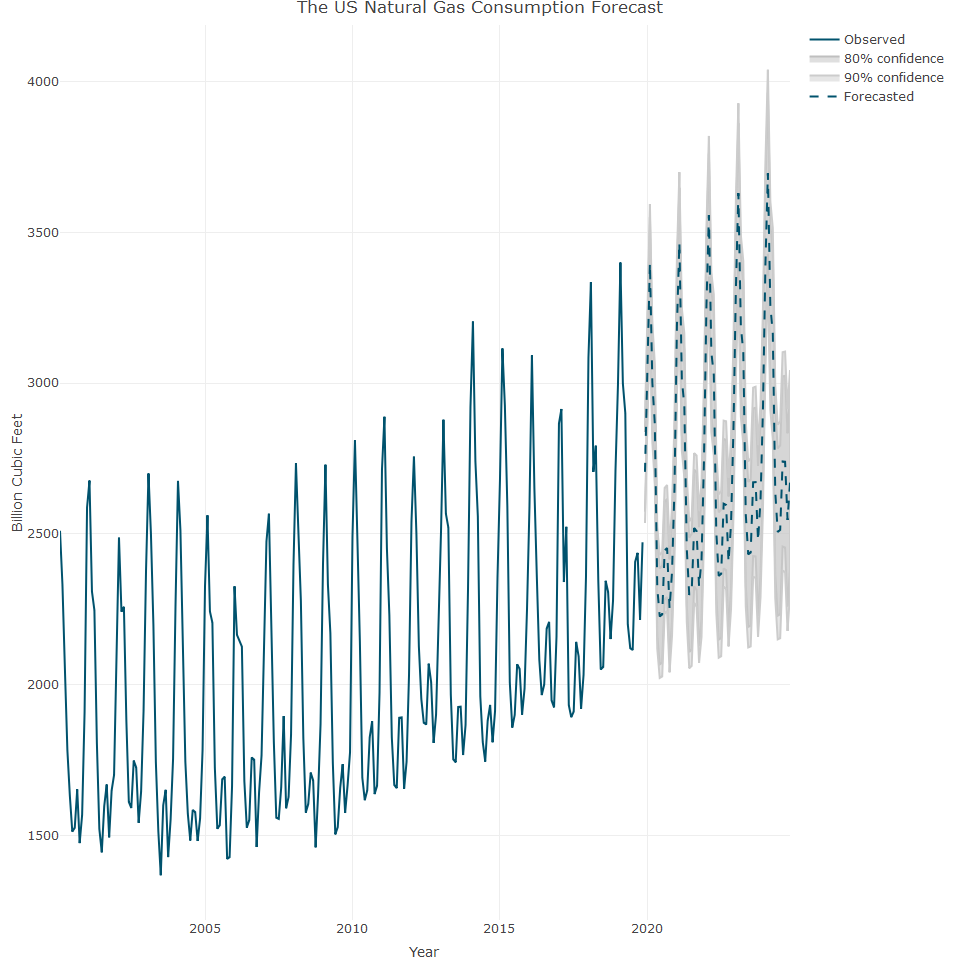 The US Natural Gas Consumption Forecast
Observed
80% confidence
90% confidence
Forecasted
4000
3500
3000
2500
2000
1500
Billion Cubic Feet
2005
2010
2015
2020
Year